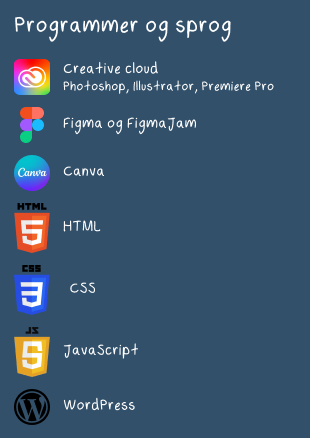 Programmer og sprog
Creative cloud
Photoshop, Illustrator, Premiere Pro
Figma og FigmaJam
Canva
Canva
HTML
5
HTML
CSS
3
CSS
JS
5
JavaScript
W
WordPress